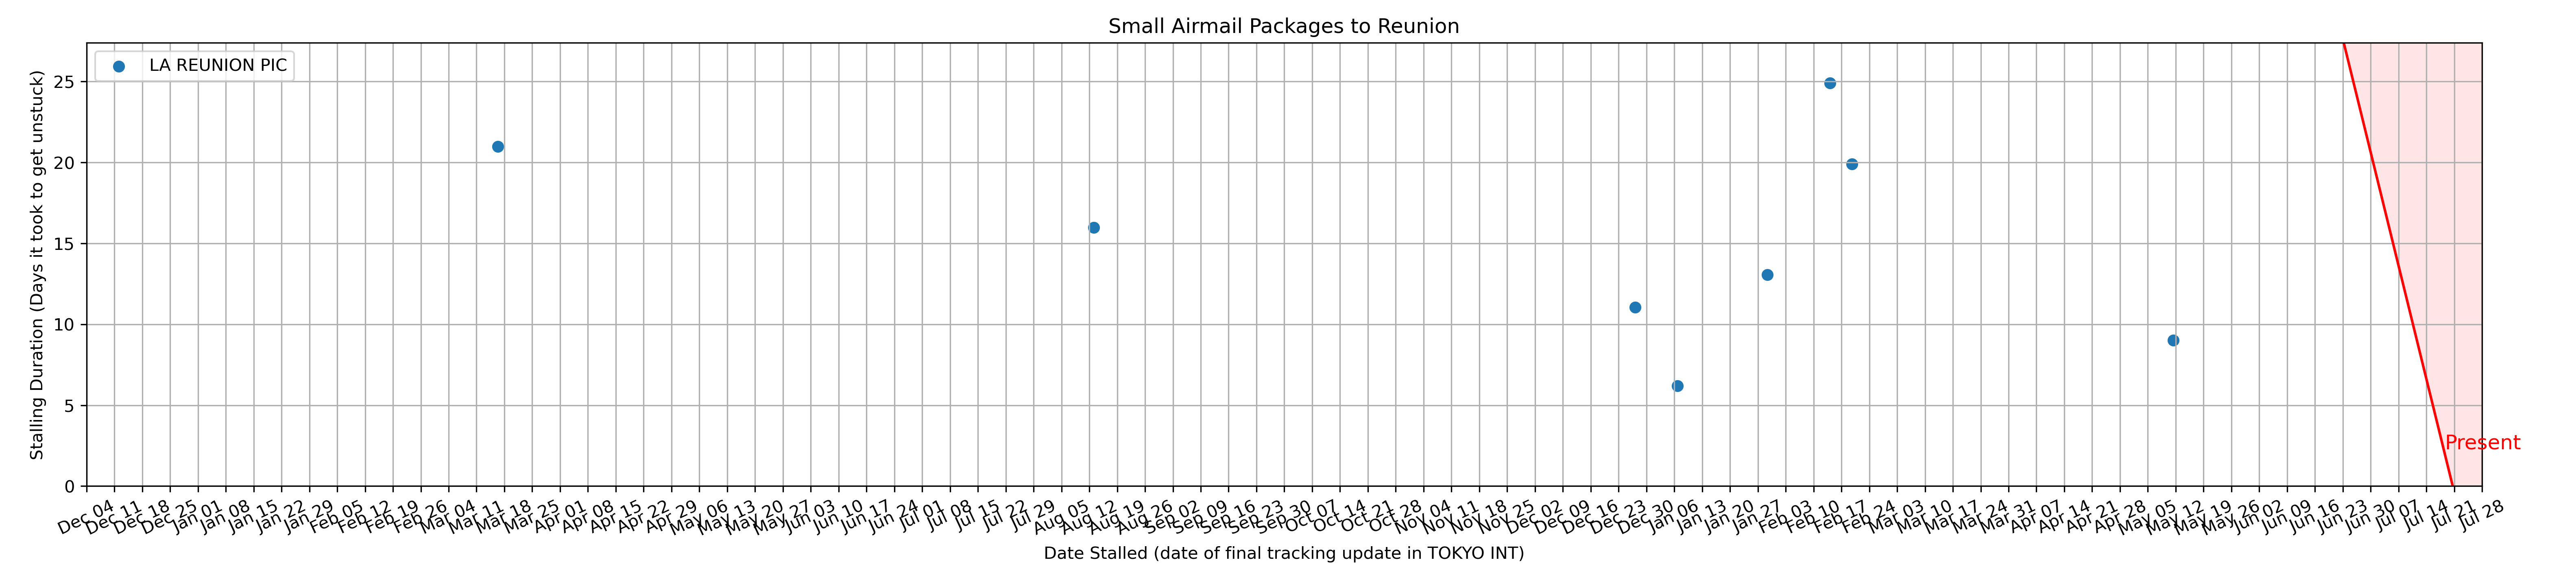 Small Airmail Packages to Reunion
LA REUNION PIC
Stalling Duration (Days it took to get unstuck)
25
20
15
10
5
0
Present
Dec 04
Dec 11
Dec 18
Dec 25
Jan 01
Jan 08
Jan 15
Jan 22
Jan 29
Feb 05
Feb 12
Feb 19
Feb 26
Mar 04
Mar 11
Mar 18
Mar 25
Apr 01
Apr 08
Apr 15
Apr 22
Apr 29
May 06
May 13
May 20
May 27
Jun 03
Jun 10
Jun 17
Jun 24
Jul 01
Jul 08
Jul 15
Jul 22
Jul 29
Aug 05
Aug 12
Aug 19
Aug 26
Sep 02
Sep 09
Sep 16
Sep 23
Sep 30
Oct 07
Oct 14
Oct 21
Oct 28
Nov 04
Nov 11
Nov 18
Nov 25
Dec 02
Dec 09
Dec 16
Dec 23
Dec 30
Jan 06
Jan 13
Jan 20
Jan 27
Feb 03
Feb 10
Feb 17
Feb 24
Mar 03
Mar 10
Mar 17
Mar 24
Mar 31
Apr 07
Apr 14
Apr 21
Apr 28
May 05
May 12
May 19
May 26
Jun 02
Jun 09
Jun 16
Jun 23
Jun 30
Jul 07
Jul 14
Jul 21
Jul 28
Date Stalled (date of final tracking update in TOKYO INT)